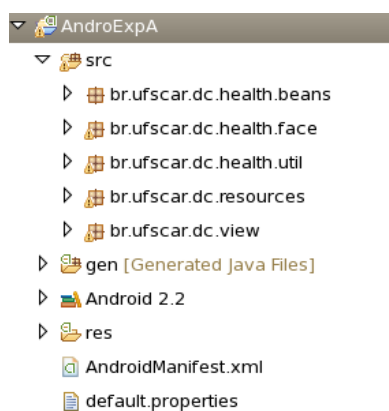 AndroExpA
src
br.ufscar.dc.health.beans
br.ufscar.dc.health.face
br.ufscar.dc.health.util
br.ufscar.dc.resources
br.ufscar.dc.view
gen [Generated Java Files]
Android 2.2
res
AndroidManifest.xml
default.properties